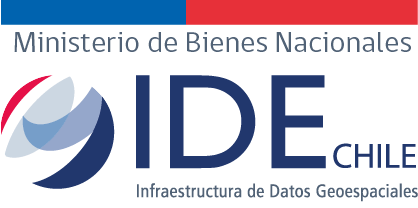 Ministerio de Bienes Nacionales
IDE CHILE
Infraestructura de Datos Geoespaciales